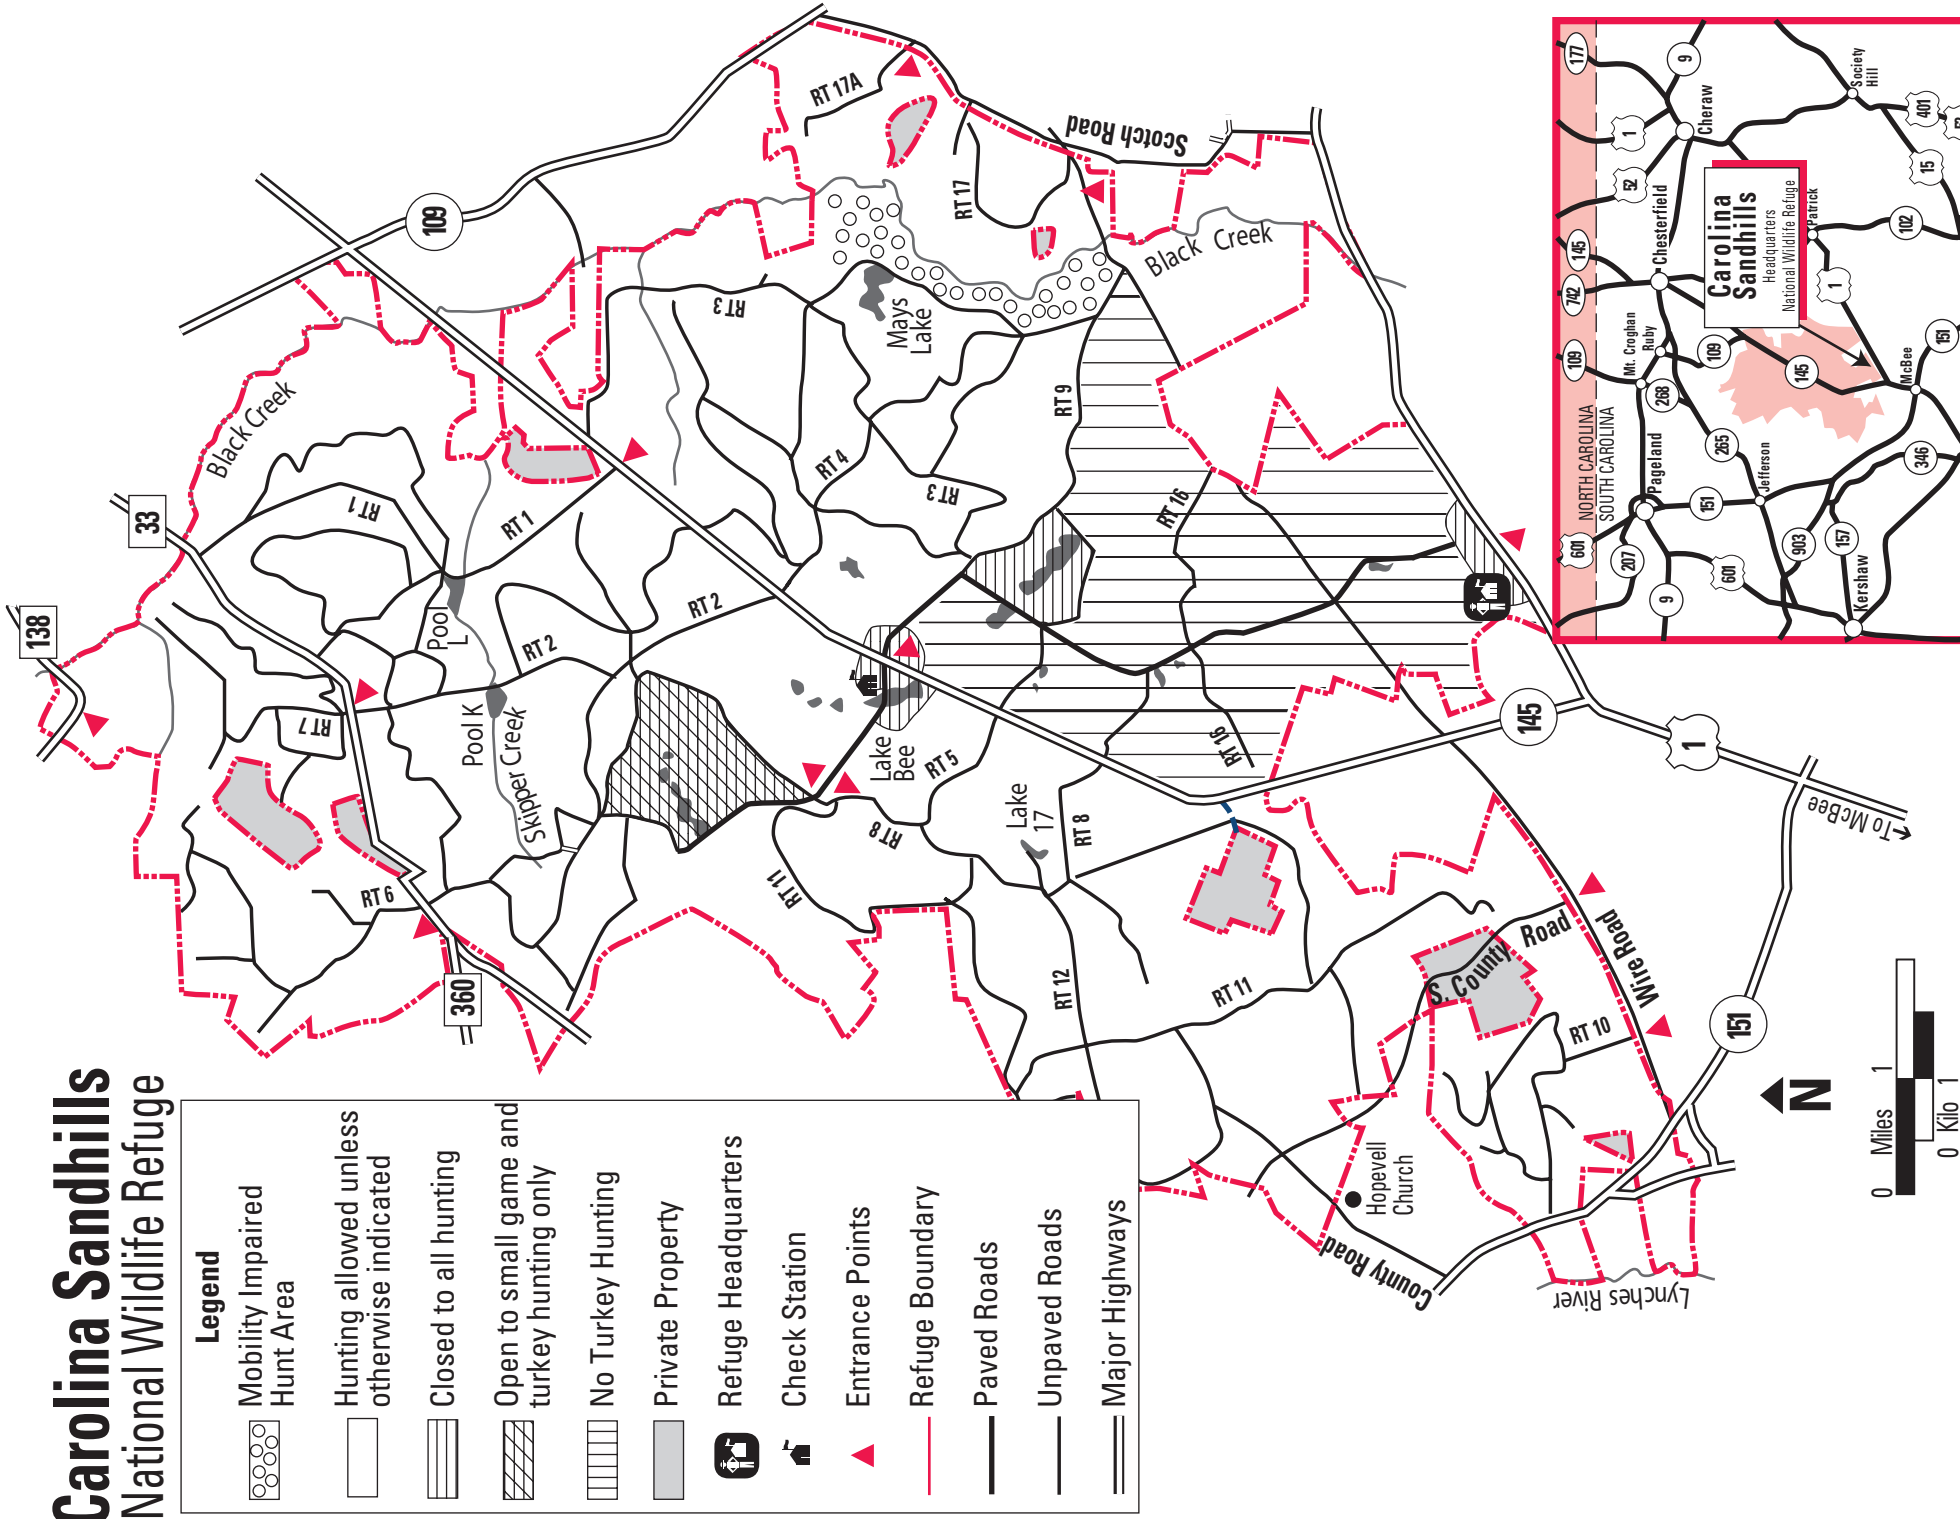 Carolina Sandhills
National Wildlife Refuge
Legend
Mobility Impaired
Hunt Area
Hunting allowed unless
otherwise indicated
Closed to all hunting
Open to small game and
turkey hunting only
No Turkey Hunting
Private Property
Refuge Headquarters
Check Station
Entrance Points
Refuge Boundary
Paved Roads
Unpaved Roads
Major Highways
138
33
109
Black Creek
RT 1
RT 1
RT 2
RT 2
Pool
L
Pool K
Skipper Creek
RT 7
RT 6
360
RT 17A
RT 17
Scotch Road
Black Creek
RT 3
Mays
Lake
RT 4
RT 3
RT 9
RT 16
Lake
Bee
RT 5
RT 8
RT 11
Lake
17
RT 8
RT 16
RT 12
RT 11
145
1
To McBee
S. County Road
Wire Road
RT 10
151
Hopevell
Church
County Road
Lynches River
N
0 Miles 1
0 Kilo 1
NORTH CAROLINA
SOUTH CAROLINA
601
109
742
145
177
207
9
601
Pageland
268
Mt. Croghan
Ruby
109
Chesterfield
52
1
9
Cheraw
Society
Hill
401
15
102
Patrick
1
Carolina
Sandhills
Headquarters
National Wildlife Refuge
145
265
Jefferson
151
903
157
Kershaw
346
McBee
151